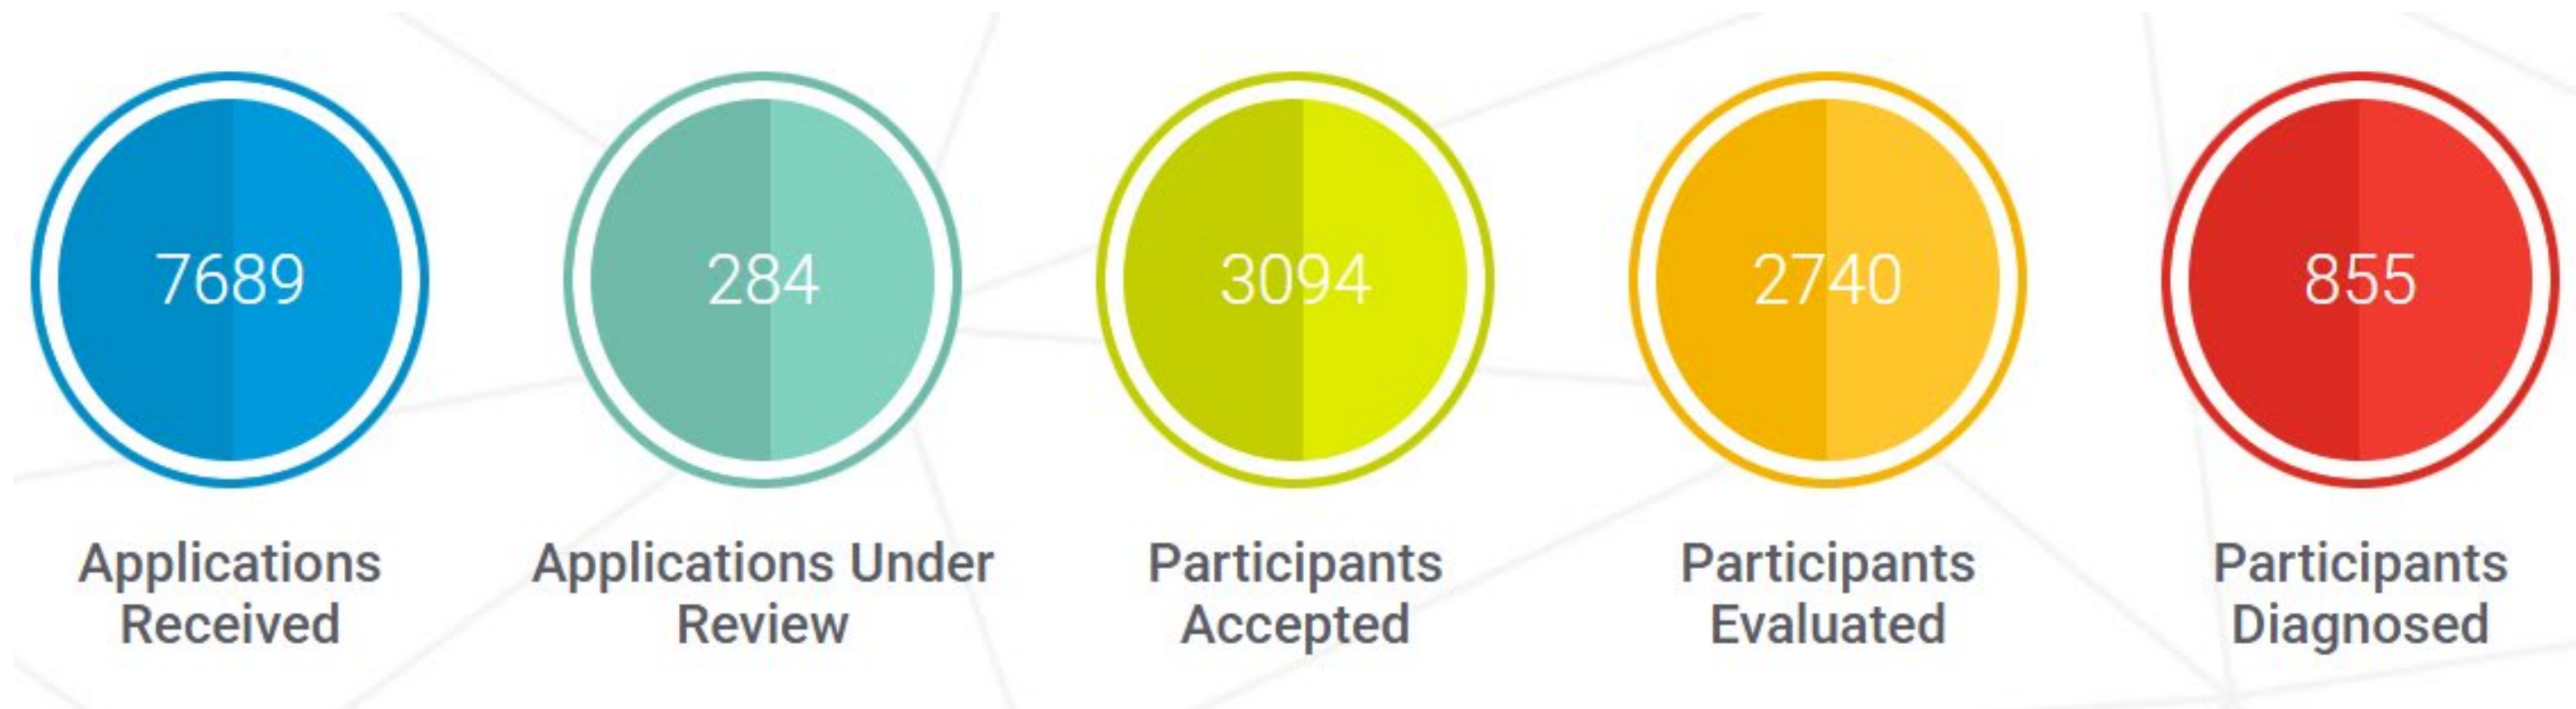 7689
284
3094
2740
855
Applications
Received
Applications Under
Review
Participants
Accepted
Participants
Evaluated
Participants
Diagnosed